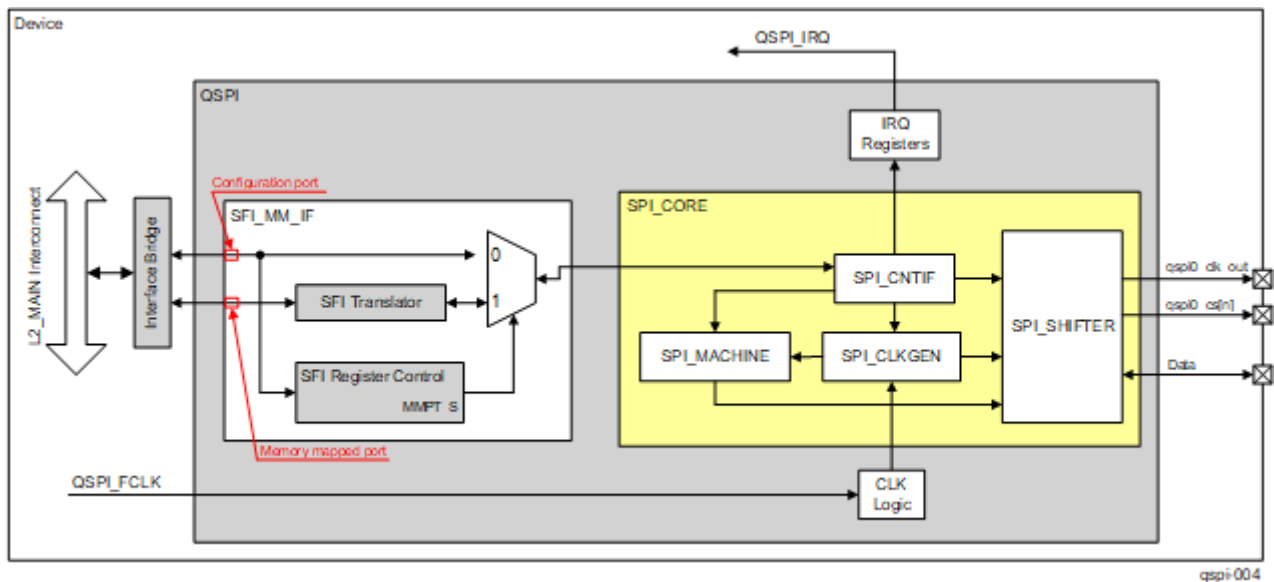 Device
QSPI_IRQ
QSPI
IRQ
Registers
Configuration port
SFI_MM_IF
SPI_CORE
L2_MAIN Interconnect
Interface Bridge
0
SPI_CNTIF
qspi0_clk_out
1
SFI Translator
qspi0_cs[n]
SPI_SHIFTER
SPI_MACHINE
SPI_CLKGEN
Data
SFI Register Control
MMPT_S
Memory mapped port
QSPI_FCLK
CLK
Logic
qspi-004